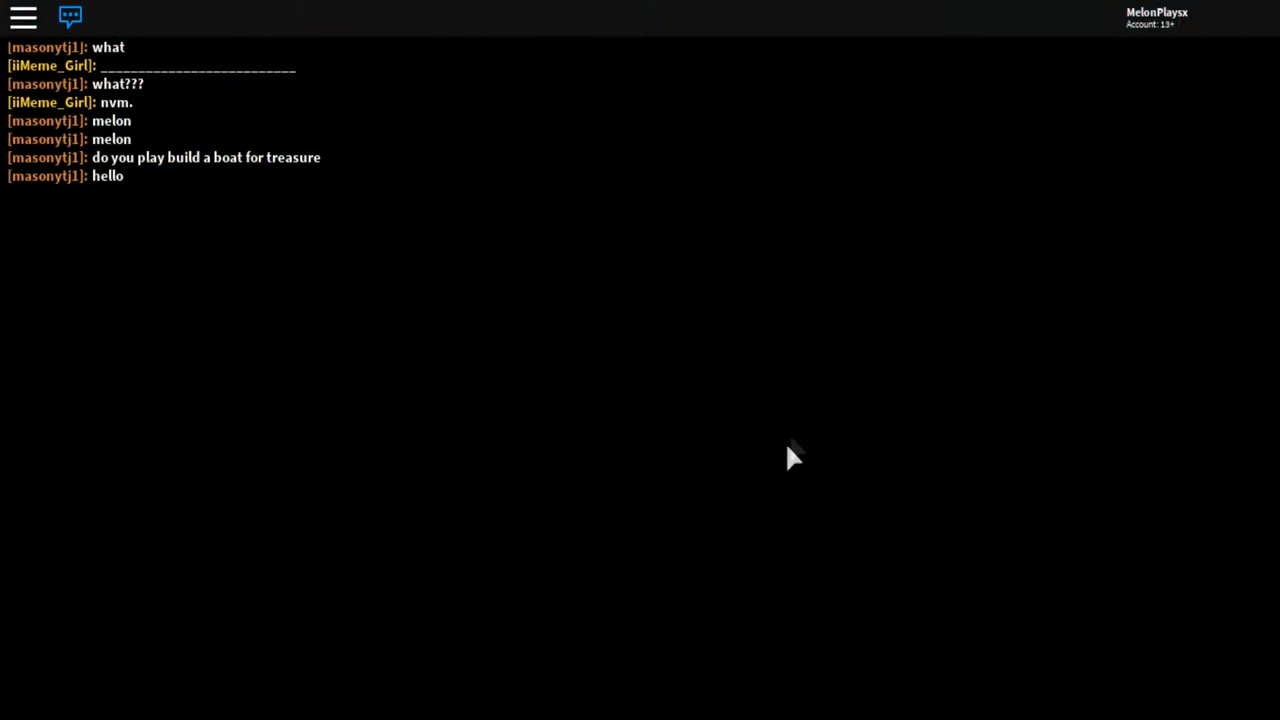 MelonPlaysx
Account: 13+
[masonytj1]: what
[iiMeme_Girl]: __________________________
[masonytj1]: what???
[iiMeme_Girl]: nvm.
[masonytj1]: melon
[masonytj1]: melon
[masonytj1]: do you play build a boat for treasure
[masonytj1]: hello